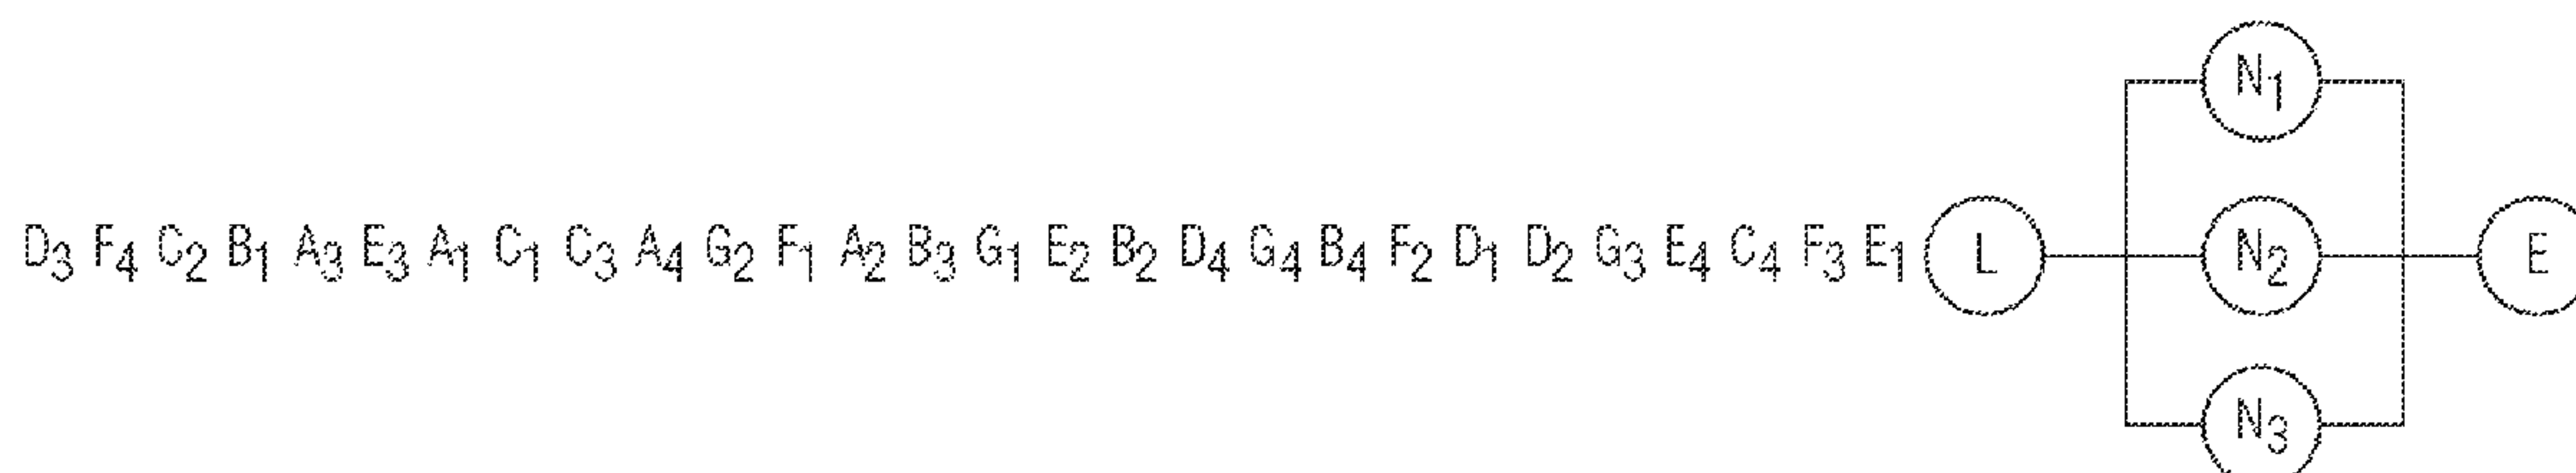 N₁
D₃ F₄ C₂ B₁ A₃ E₃ A₁ C₁ C₃ A₄ G₂ F₁ A₂ B₃ G₁ E₂ B₂ D₄ G₄ B₄ F₂ D₁ D₂ G₃ E₄ C₄ F₃ E₁ L N₂ E
N₃